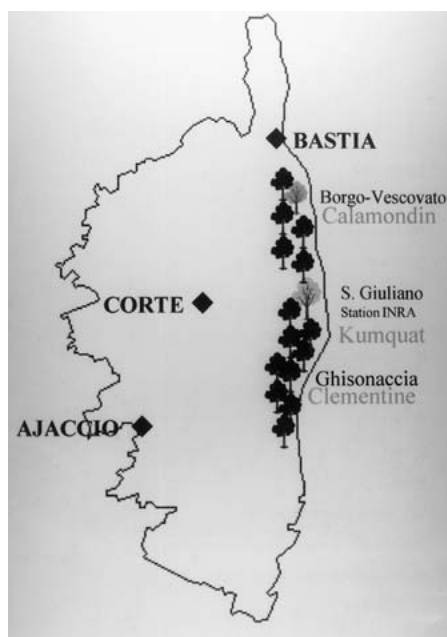 BASTIA
Borgo-Vescovato
Calamondin
S. Giuliano
Station INRA
CORTE
Kumquat
Ghisonaccia
Clementine
AJACCIO